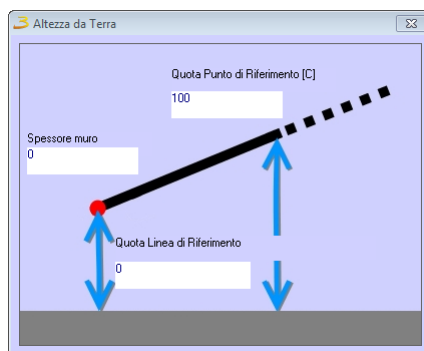 Altezza da Terra
Quota Punto di Riferimento [C]
100
Spessore muro
0
Quota Linea di Riferimento
0